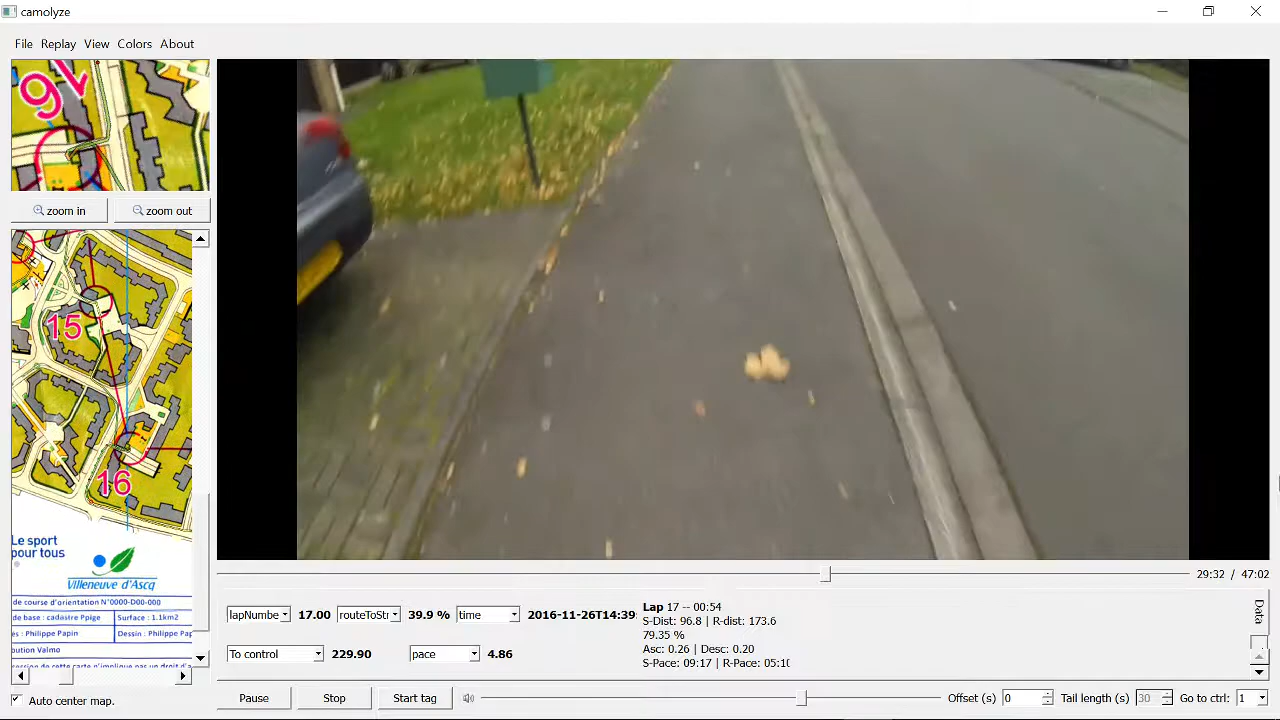 camolyze
File Replay View Colors About
16
zoom in
zoom out
15
16
Le sport
pour tous
Villeneuve d'Ascq
de course d'orientation N°0000-D00-000
de base : cadastre Ppige Surface : 1.1km2
s : Philippe Papin Dessin : Philippe Pap
ution Valmo
Auto center map.
29:32 / 47:02
lapNumbe 17.00 routeToStr 39.9 % time 2016-11-26T14:39:
To control 229.90 pace 4.86
Lap 17 -- 00:54
S-Dist: 96.8 | R-dist: 173.6
79.35 %
Asc: 0.26 | Desc: 0.20
S-Pace: 09:17 | R-Pace: 05:10
Data
Pause Stop Start tag Offset (s) 0 Tail length (s) 30 Go to ctrl: 1